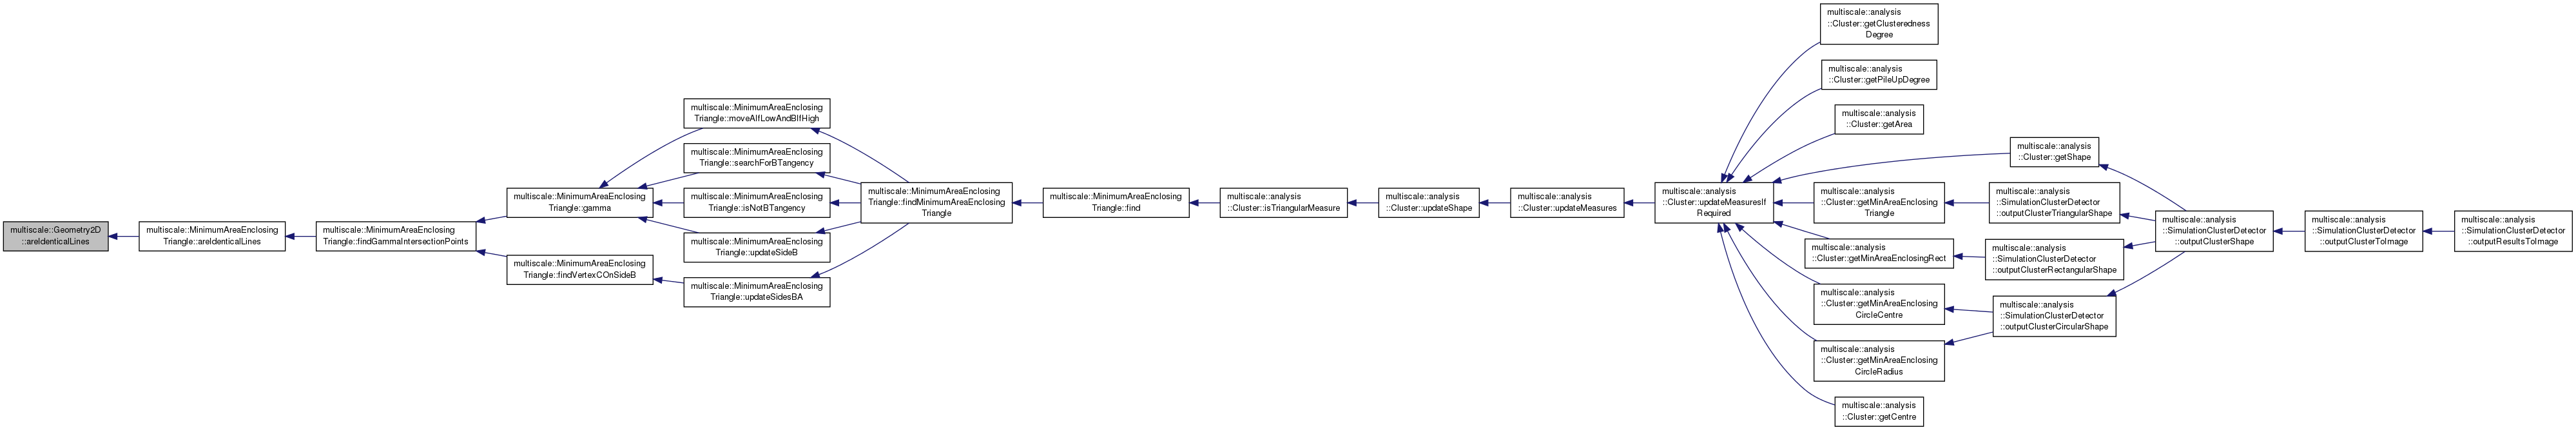 multiscale::Geometry2D
::areIdenticalLines
multiscale::MinimumAreaEnclosing
Triangle::areIdenticalLines
multiscale::MinimumAreaEnclosing
Triangle::findGammaIntersectionPoints
multiscale::MinimumAreaEnclosing
Triangle::gamma
multiscale::MinimumAreaEnclosing
Triangle::findVertexCOnSideB
multiscale::MinimumAreaEnclosing
Triangle::moveAIfLowAndBIfHigh
multiscale::MinimumAreaEnclosing
Triangle::searchForBTangency
multiscale::MinimumAreaEnclosing
Triangle::isNotBTangency
multiscale::MinimumAreaEnclosing
Triangle::updateSideB
multiscale::MinimumAreaEnclosing
Triangle::updateSidesBA
multiscale::MinimumAreaEnclosing
Triangle::findMinimumAreaEnclosing
Triangle
multiscale::MinimumAreaEnclosing
Triangle::find
multiscale::analysis
::Cluster::isTriangularMeasure
multiscale::analysis
::Cluster::updateShape
multiscale::analysis
::Cluster::updateMeasures
multiscale::analysis
::Cluster::updateMeasuresIf
Required
multiscale::analysis
::Cluster::getClusteredness
Degree
multiscale::analysis
::Cluster::getPileUpDegree
multiscale::analysis
::Cluster::getArea
multiscale::analysis
::Cluster::getShape
multiscale::analysis
::Cluster::getMinAreaEnclosing
Triangle
multiscale::analysis
::Cluster::getMinAreaEnclosingRect
multiscale::analysis
::Cluster::getMinAreaEnclosing
CircleCentre
multiscale::analysis
::Cluster::getMinAreaEnclosing
CircleRadius
multiscale::analysis
::Cluster::getCentre
multiscale::analysis
::SimulationClusterDetector
::outputClusterTriangularShape
multiscale::analysis
::SimulationClusterDetector
::outputClusterRectangularShape
multiscale::analysis
::SimulationClusterDetector
::outputClusterCircularShape
multiscale::analysis
::SimulationClusterDetector
::outputClusterShape
multiscale::analysis
::SimulationClusterDetector
::outputClusterToImage
multiscale::analysis
::SimulationClusterDetector
::outputResultsToImage